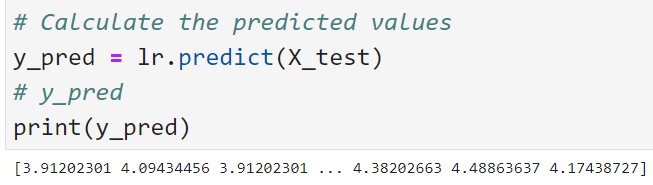 # Calculate the predicted values
y_pred = lr.predict(X_test)
# y_pred
print(y_pred)
[3.91202301 4.09434456 3.91202301 ... 4.38202663 4.48863637 4.17438727]